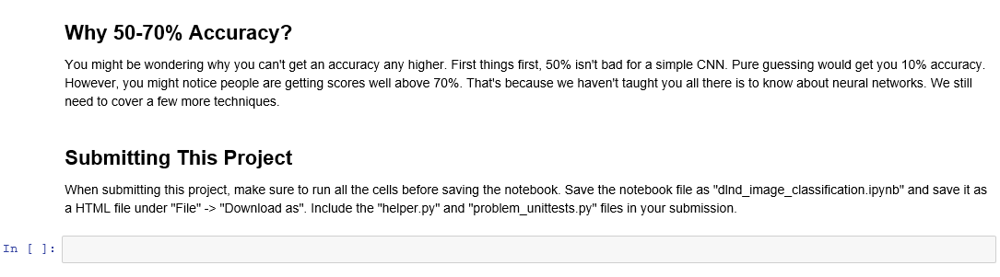 Why 50-70% Accuracy?
You might be wondering why you can't get an accuracy any higher. First things first, 50% isn't bad for a simple CNN. Pure guessing would get you 10% accuracy.
However, you might notice people are getting scores well above 70%. That's because we haven't taught you all there is to know about neural networks. We still
need to cover a few more techniques.
Submitting This Project
When submitting this project, make sure to run all the cells before saving the notebook. Save the notebook file as "dlnd_image_classification.ipynb" and save it as
a HTML file under "File" -> "Download as". Include the "helper.py" and "problem_unittests.py" files in your submission.
In [ ]: